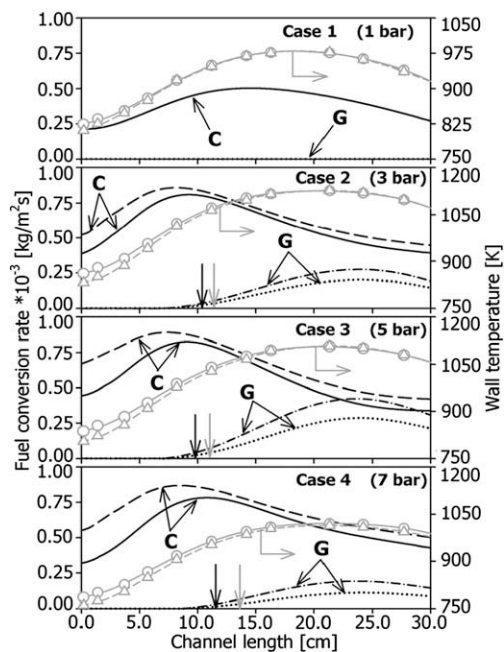 Fuel conversion rate *10⁻³ [kg/m²s]
Wall temperature [K]
Case 1 (1 bar)
1.00 1050
0.75 975
0.50 900
0.25 825
0.00 750
C
G
Case 2 (3 bar)
1.00 1200
0.75 1050
0.50
0.25 900
0.00 750
C
G
Case 3 (5 bar)
1.00 1200
0.75 1050
0.50
0.25 900
0.00 750
C
G
Case 4 (7 bar)
1.00 1200
0.75 1050
0.50
0.25 900
0.00 750
C
G
0.0 5.0 10.0 15.0 20.0 25.0 30.0
Channel length [cm]